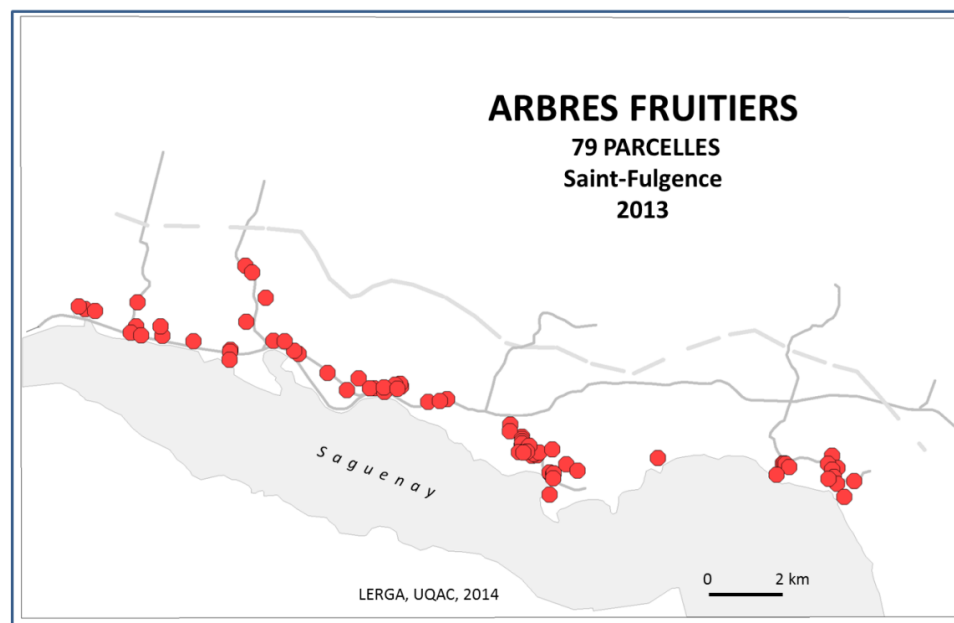 ARBRES FRUITIERS
79 PARCELLES
Saint-Fulgence
2013
Saguenay
LERGA, UQAC, 2014
0 2 km